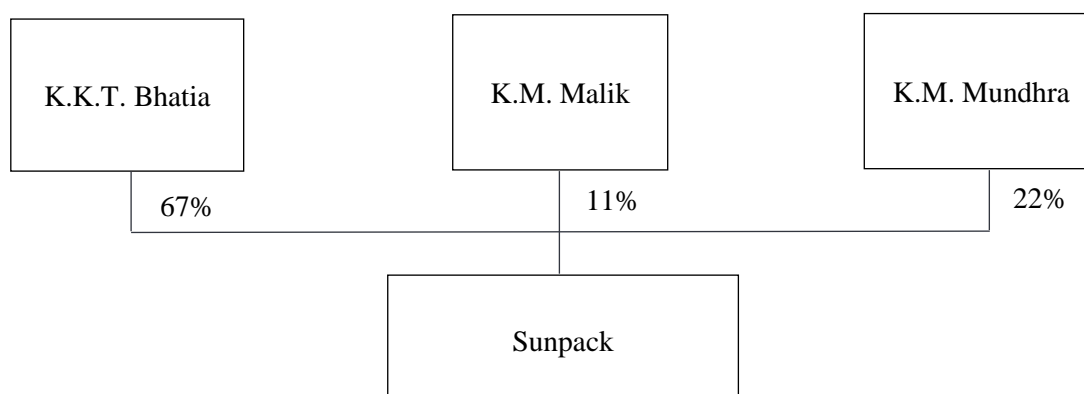 K.K.T. Bhatia
K.M. Malik
K.M. Mundhra
67%
11%
22%
Sunpack